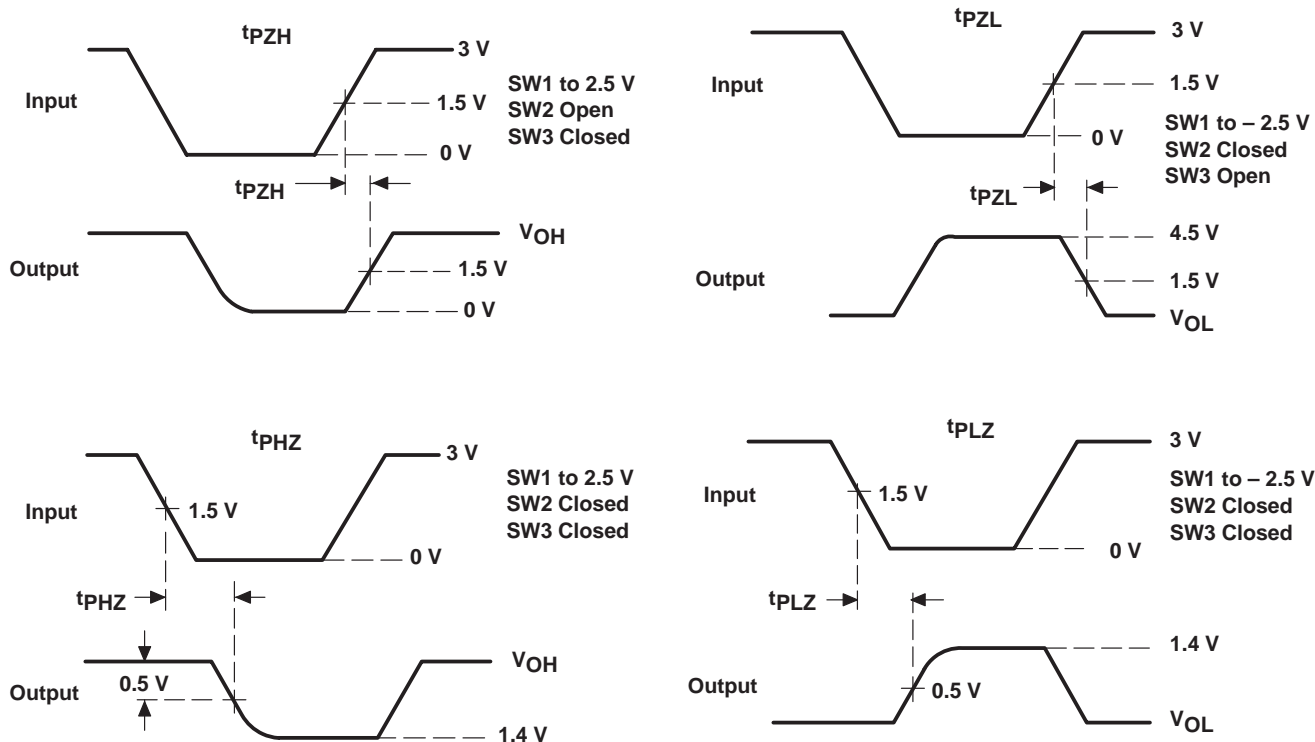 tPZH
3 V
Input
1.5 V
0 V
SW1 to 2.5 V
SW2 Open
SW3 Closed
tPZH
Output
VOH
1.5 V
0 V
tPZL
3 V
Input
1.5 V
0 V
SW1 to – 2.5 V
SW2 Closed
SW3 Open
tPZL
4.5 V
Output
1.5 V
VOL
tPHZ
3 V
Input
1.5 V
0 V
SW1 to 2.5 V
SW2 Closed
SW3 Closed
tPHZ
VOH
Output
0.5 V
1.4 V
tPLZ
3 V
Input
1.5 V
0 V
SW1 to – 2.5 V
SW2 Closed
SW3 Closed
tPLZ
1.4 V
Output
0.5 V
VOL